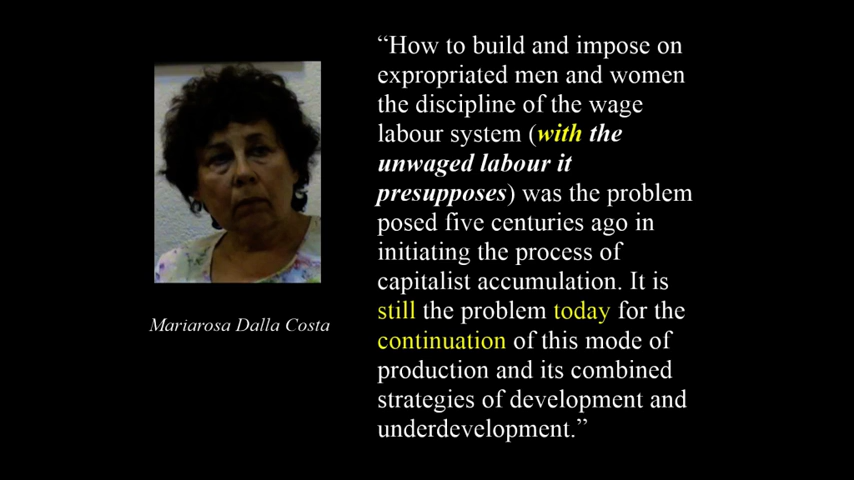 “How to build and impose on
expropriated men and women
the discipline of the wage
labour system (with the
unwaged labour it
presupposes) was the problem
posed five centuries ago in
initiating the process of
capitalist accumulation. It is
still the problem today for the
continuation of this mode of
production and its combined
strategies of development and
underdevelopment.”
Mariarosa Dalla Costa